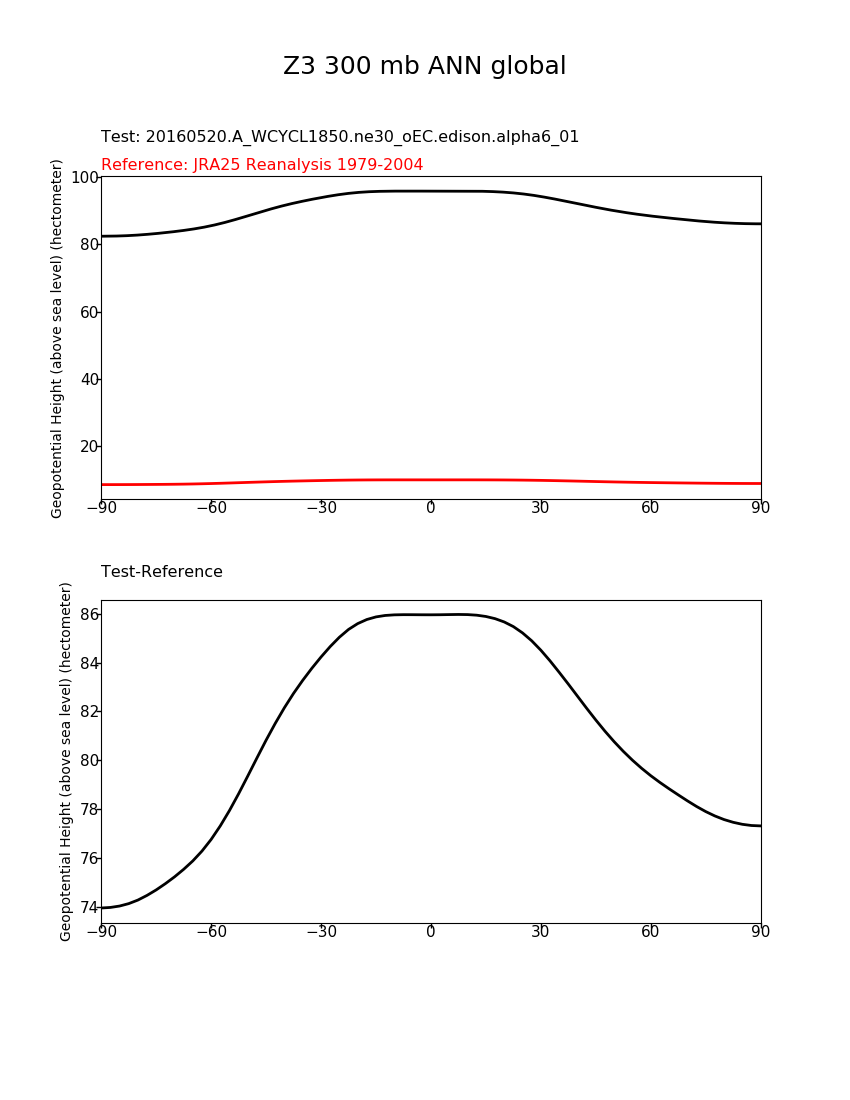 Z3 300 mb ANN global
Test: 20160520.A_WCYCL1850.ne30_oEC.edison.alpha6_01
Reference: JRA25 Reanalysis 1979-2004
Geopotential Height (above sea level) (hectometer)
100
80
60
40
20
−90 −60 −30 0 30 60 90
Test-Reference
Geopotential Height (above sea level) (hectometer)
86
84
82
80
78
76
74
−90 −60 −30 0 30 60 90